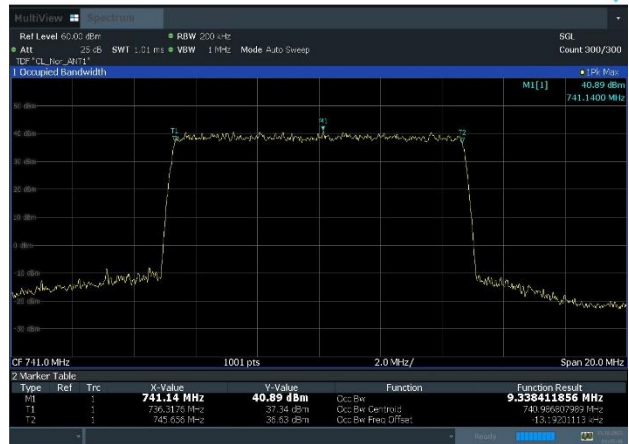 MultiView Spectrum
Ref Level 60.00 dBm RBW 200 kHz SGL
Att 25 dB SWT 1.01 ms VBW 1 MHz Mode Auto Sweep Count 300/300
TDF "CL_Nor_ANT1"
1 Occupied Bandwidth 1Pk Max
M1[1] 40.89 dBm
741.1400 MHz
50 dBm
M1
T1 T2
40 dBm
30 dBm
20 dBm
10 dBm
0 dBm
-10 dBm
-20 dBm
-30 dBm
CF 741.0 MHz 1001 pts 2.0 MHz/ Span 20.0 MHz
2 Marker Table
Type Ref Trc X-Value Y-Value Function Function Result
M1 1 741.14 MHz 40.89 dBm Occ Bw 9.338411856 MHz
T1 1 736.3176 MHz 37.34 dBm Occ Bw Centroid 740.986807989 MHz
T2 1 745.656 MHz 36.63 dBm Occ Bw Freq Offset -13.19201113 kHz
Ready